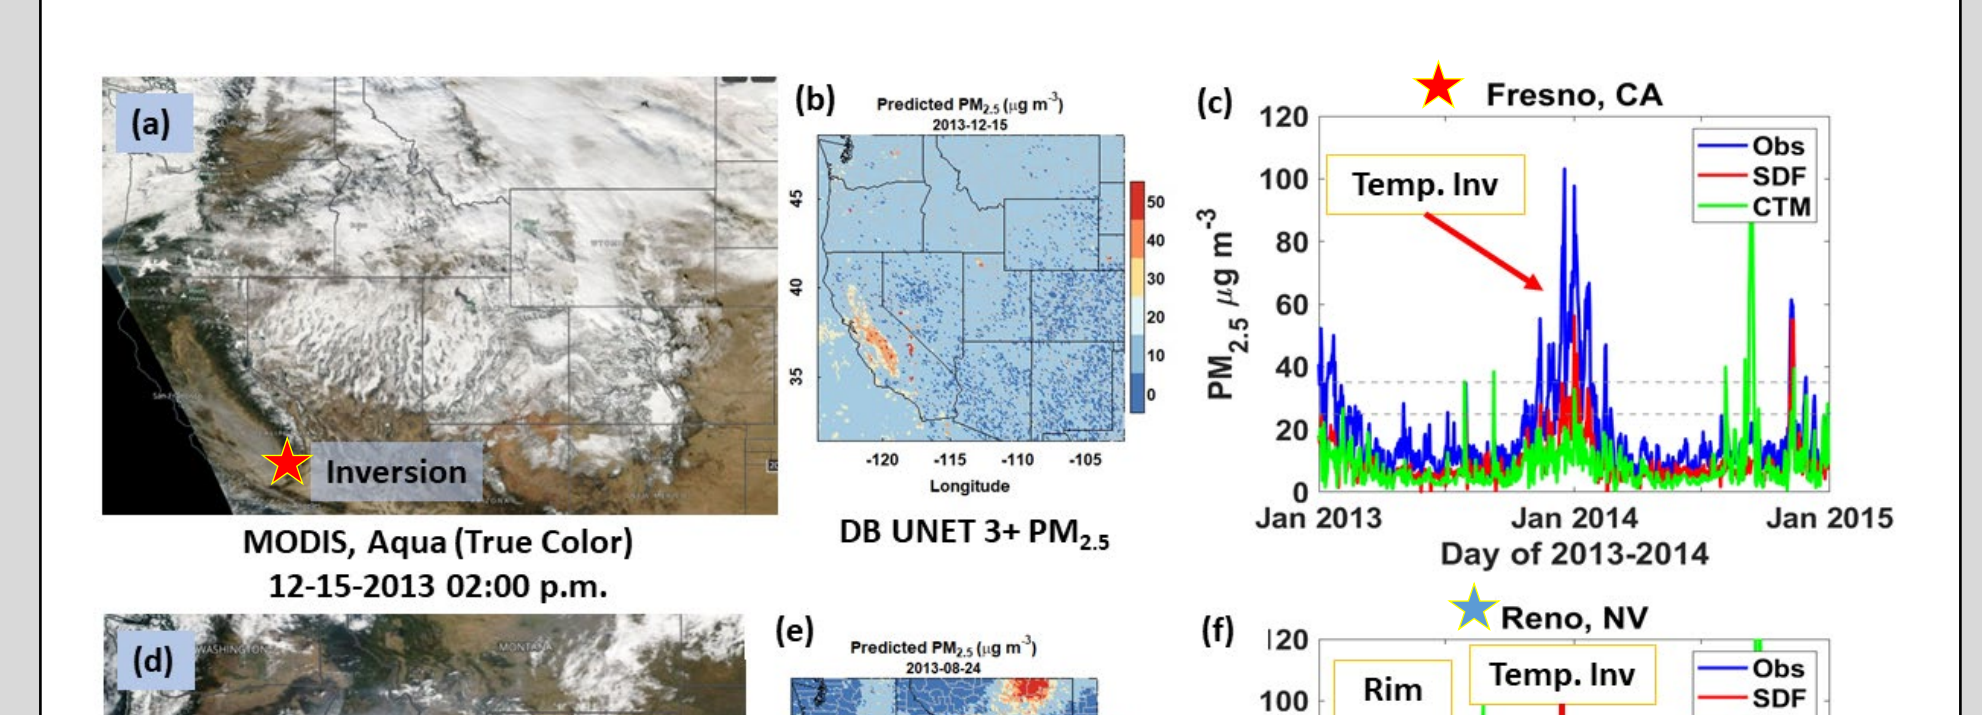 (a)
Inversion
MODIS, Aqua (True Color)
12-15-2013 02:00 p.m.
(b)
Predicted PM2.5 (μg m-3)
2013-12-15
45
40
35
50
40
30
20
10
0
-120 -115 -110 -105
Longitude
DB UNET 3+ PM2.5
(c)
Fresno, CA
120
100
80
60
40
20
0
PM2.5 μg m-3
Temp. Inv
Obs
SDF
CTM
Jan 2013 Jan 2014 Jan 2015
Day of 2013-2014
(d)
WASHINGTON
MONTANA
(e)
Predicted PM2.5 (μg m-3)
2013-08-24
(f)
Reno, NV
120
100
Rim
Temp. Inv
Obs
SDF